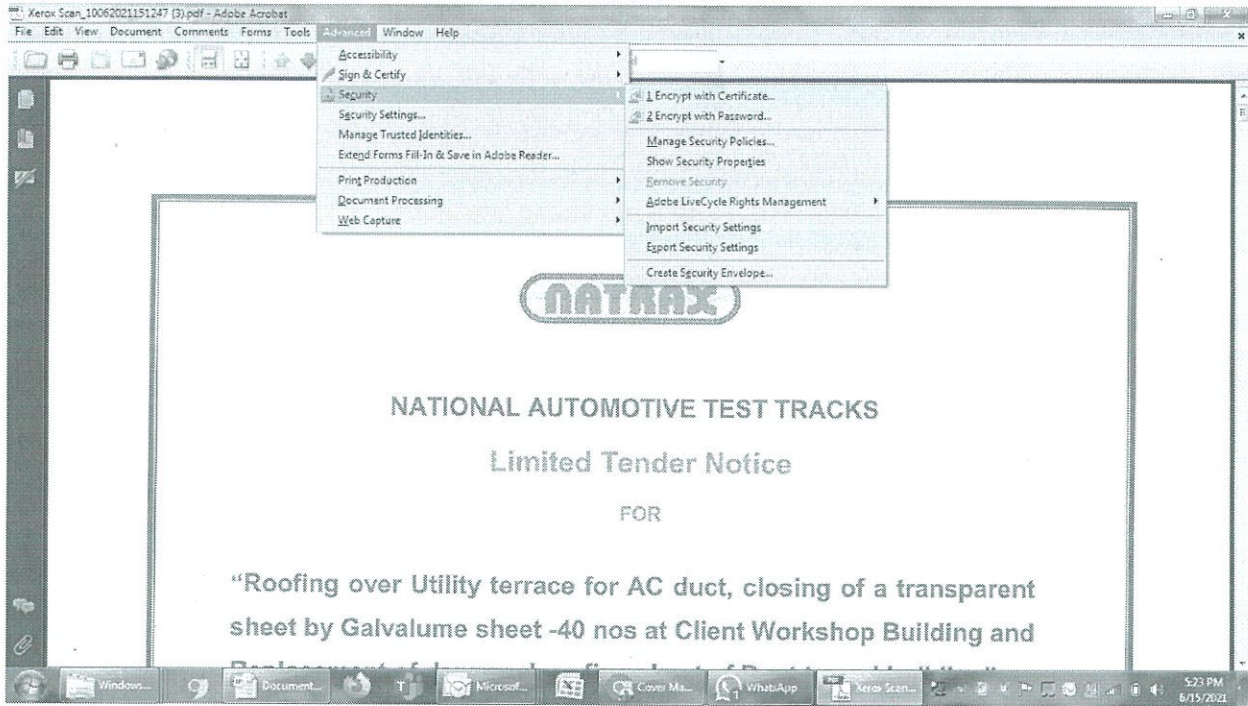 Xerox Scan_10062021151247 (3).pdf - Adobe Acrobat
File Edit View Document Comments Forms Tools Advanced Window Help
Accessibility
Sign & Certify
Security
Security Settings...
Manage Trusted Identities...
Extend Forms Fill-In & Save in Adobe Reader...
Print Production
Document Processing
Web Capture
1 Encrypt with Certificate...
2 Encrypt with Password...
Manage Security Policies...
Show Security Properties
Remove Security
Adobe LiveCycle Rights Management
Import Security Settings
Export Security Settings
Create Security Envelope...
NATRAX
NATIONAL AUTOMOTIVE TEST TRACKS
Limited Tender Notice
FOR
“Roofing over Utility terrace for AC duct, closing of a transparent
sheet by Galvalume sheet -40 nos at Client Workshop Building and
Windows... Document... Microsof... Cover Ma... WhatsApp Xerox Scan... 5:23 PM
6/15/2021